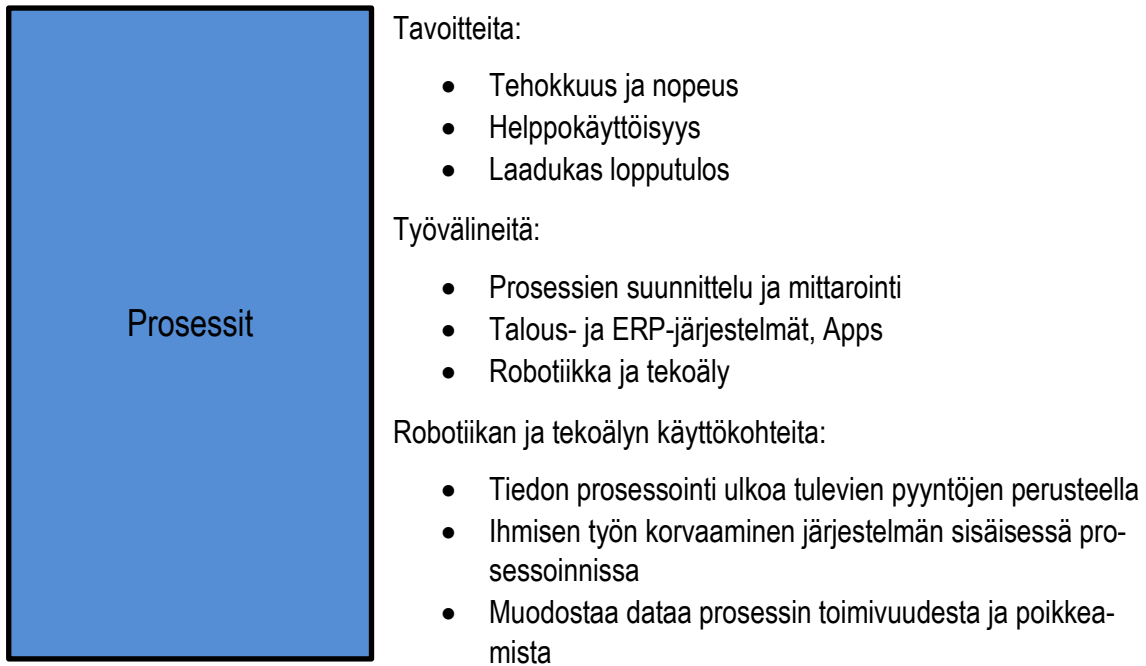 Prosessit
Tavoitteita:
• Tehokkuus ja nopeus
• Helppokäyttöisyys
• Laadukas lopputulos
Työvälineitä:
• Prosessien suunnittelu ja mittarointi
• Talous- ja ERP-järjestelmät, Apps
• Robotiikka ja tekoäly
Robotiikan ja tekoälyn käyttökohteita:
• Tiedon prosessointi ulkoa tulevien pyyntöjen perusteella
• Ihmisen työn korvaaminen järjestelmän sisäisessä pro-
sessoinnissa
• Muodostaa dataa prosessin toimivuudesta ja poikkea-
mista